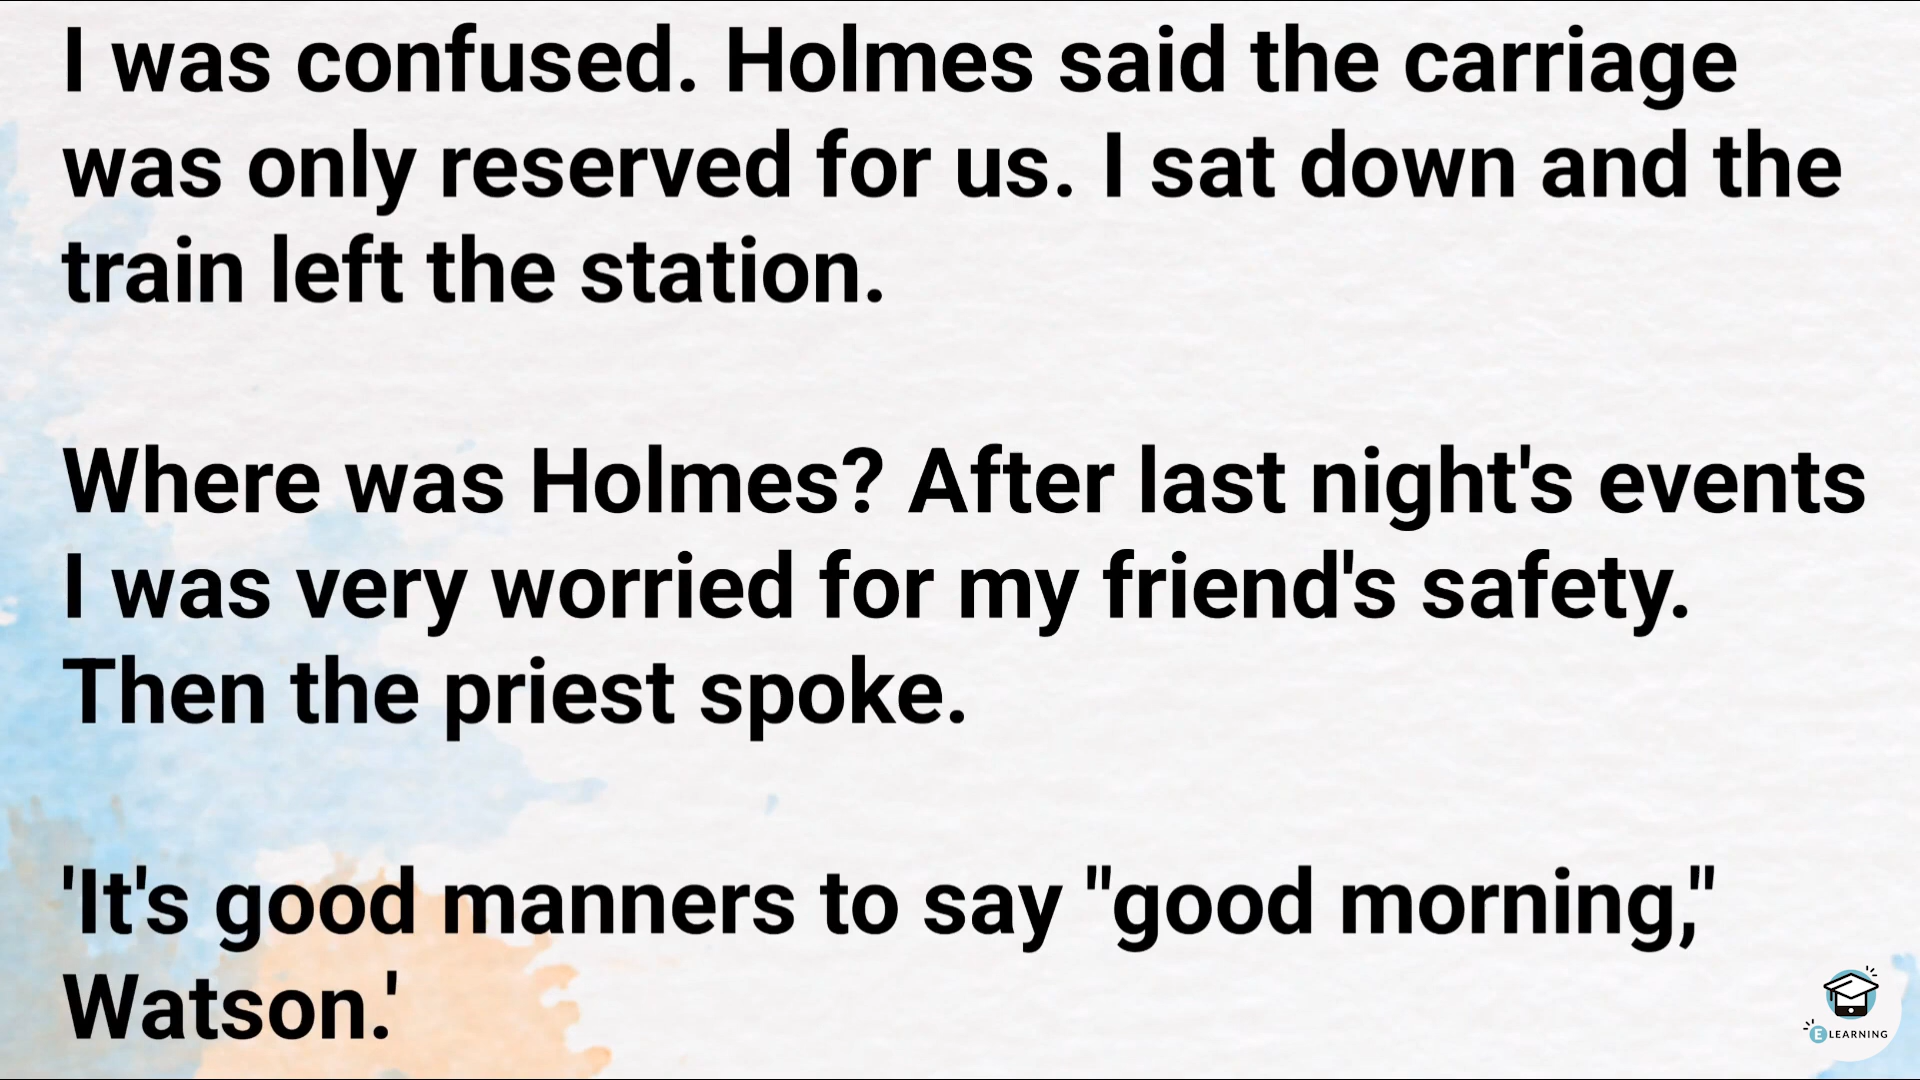 I was confused. Holmes said the carriage
was only reserved for us. I sat down and the
train left the station.
Where was Holmes? After last night's events
I was very worried for my friend's safety.
Then the priest spoke.
'It's good manners to say "good morning,"
Watson.'
E LEARNING